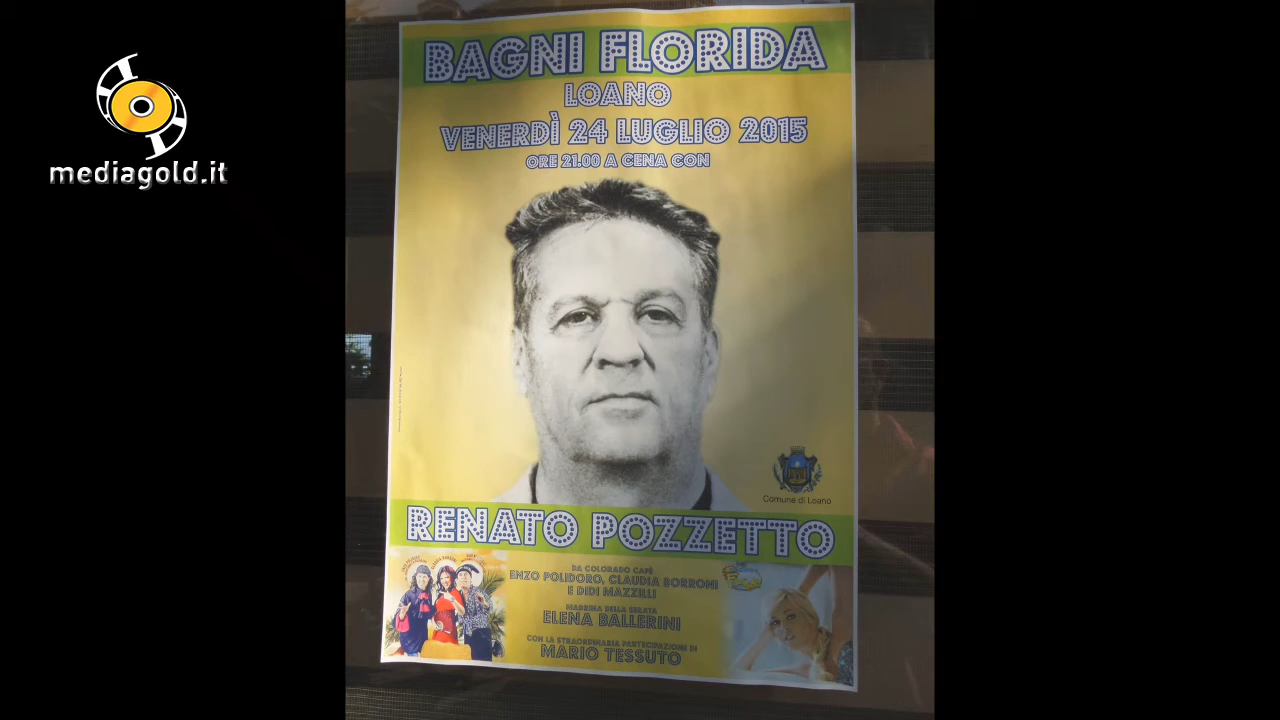 mediagold.it
BAGNI FLORIDA
LOANO
VENERDÌ 24 LUGLIO 2015
ORE 21.00 A CENA CON
Comune di Loano
RENATO POZZETTO
DA COLORADO CAFÈ
ENZO POLIDORO, CLAUDIA BORRONI
E DIDI MAZZILLI
MADRINA DELLA SERATA
ELENA BALLERINI
CON LA STRAORDINARIA PARTECIPAZIONE DI
MARIO TESSUTO